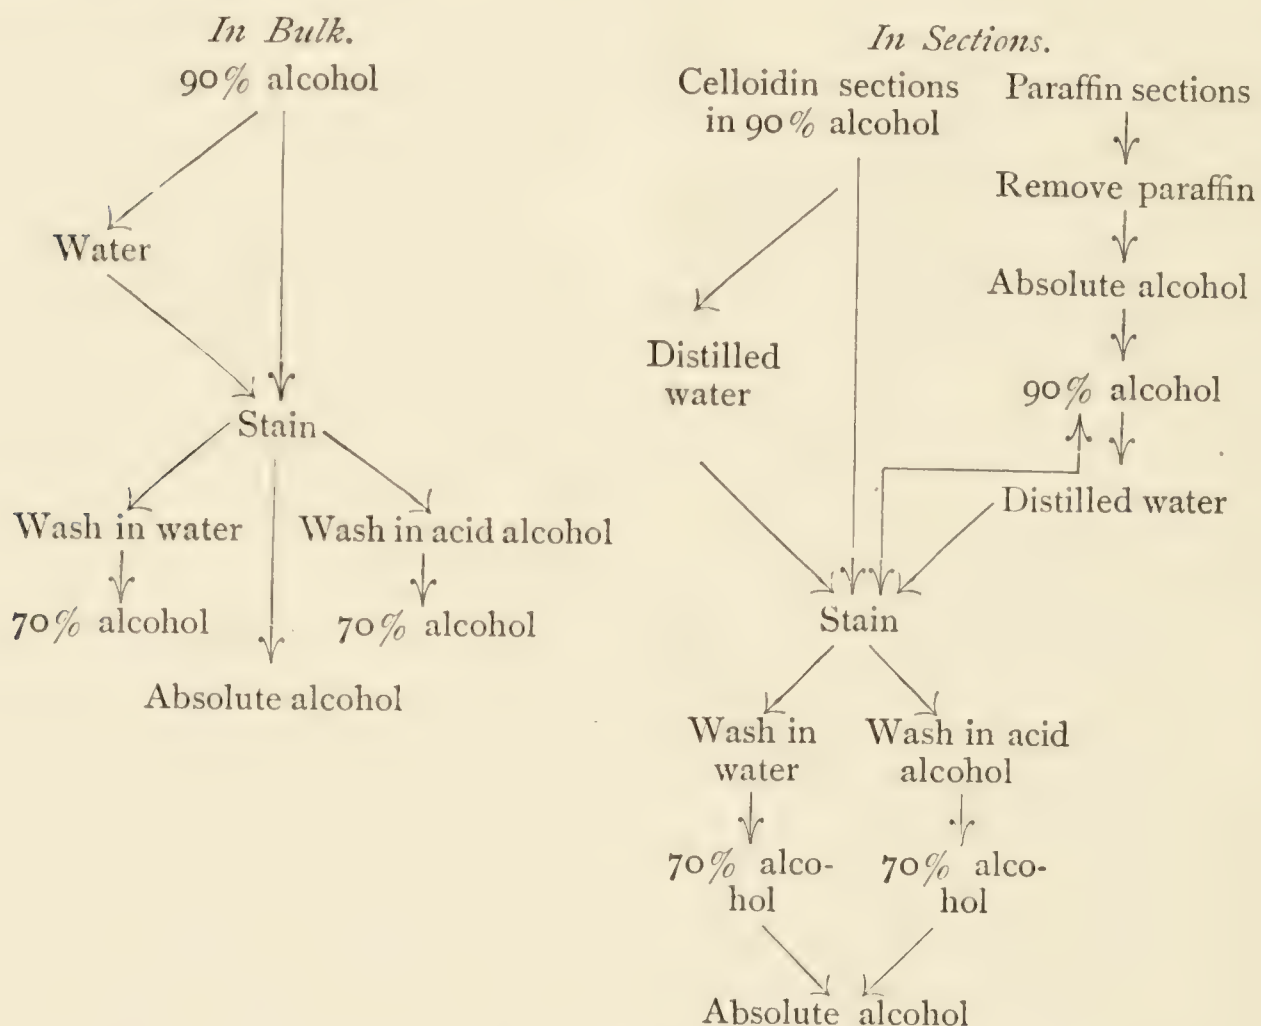 In Bulk.
90% alcohol
Water
Stain
Wash in water
Wash in acid alcohol
70% alcohol
70% alcohol
Absolute alcohol
In Sections.
Celloidin sections
in 90% alcohol
Paraffin sections
Remove paraffin
Absolute alcohol
90% alcohol
Distilled water
Distilled
water
Stain
Wash in
water
Wash in acid
alcohol
70% alco-
hol
70% alco-
hol
Absolute alcohol